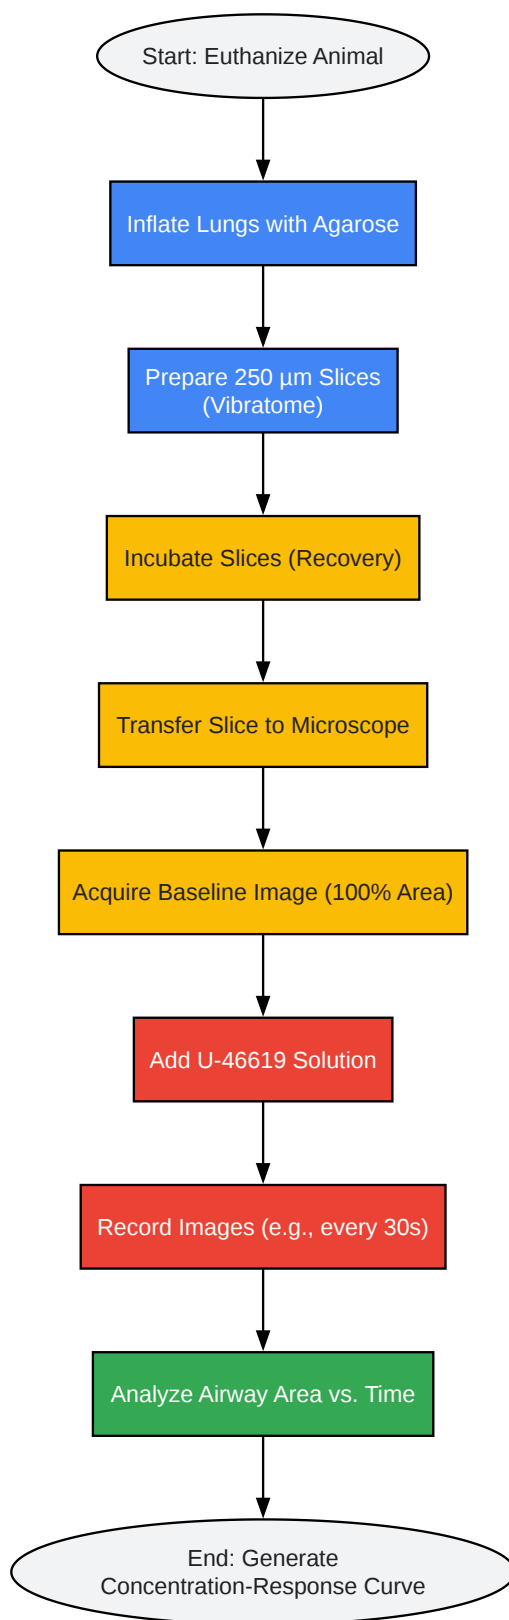 Start: Euthanize Animal
Inflate Lungs with Agarose
Prepare 250 µm Slices
(Vibratome)
Incubate Slices (Recovery)
Transfer Slice to Microscope
Acquire Baseline Image (100% Area)
Add U-46619 Solution
Record Images (e.g., every 30s)
Analyze Airway Area vs. Time
End: Generate
Concentration-Response Curve